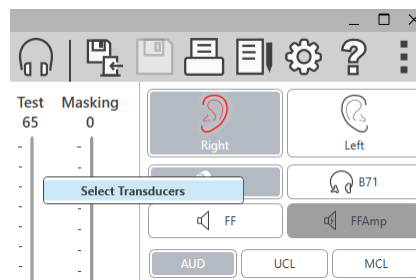 Test Masking
65 0
Right Left
Select Transducers
B71
FF FFAmp
AUD UCL MCL